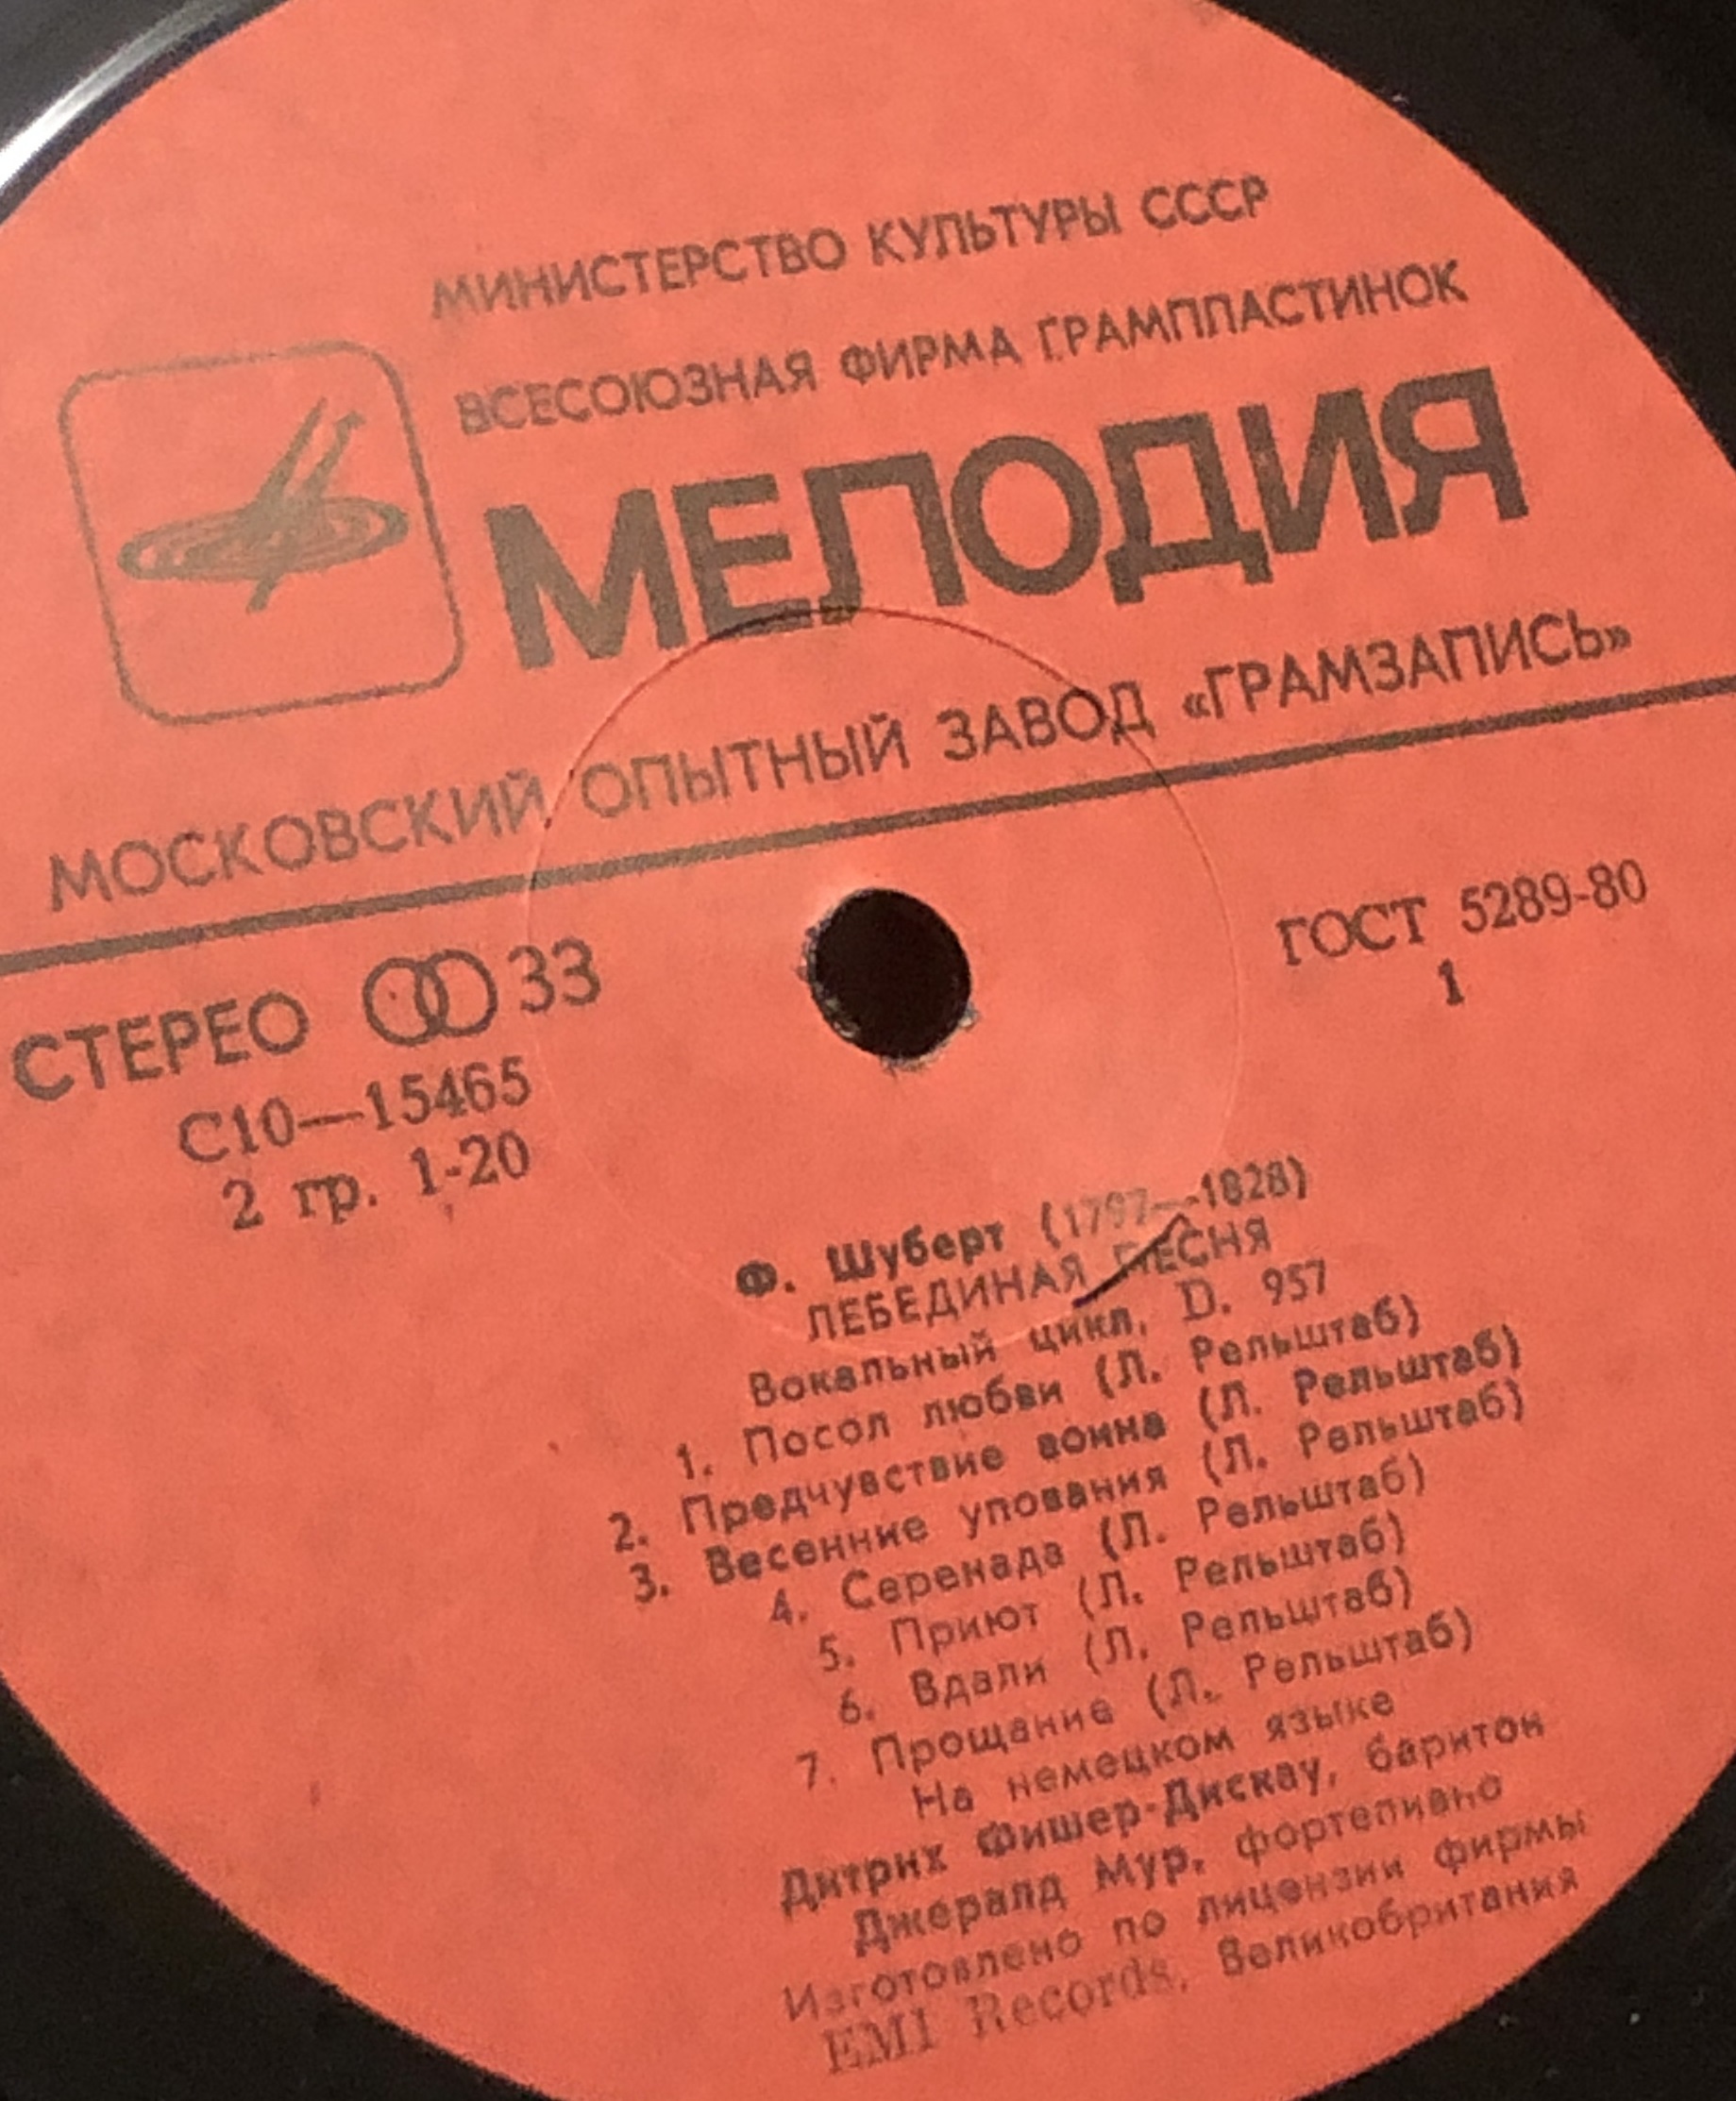 МИНИСТЕРСТВО КУЛЬТУРЫ СССР
ВСЕСОЮЗНАЯ ФИРМА ГРАМПЛАСТИНОК
МЕЛОДИЯ
МОСКОВСКИЙ ОПЫТНЫЙ ЗАВОД «ГРАМЗАПИСЬ»
СТЕРЕО 33
ГОСТ 5289-80
1
С10—15465
2 гр. 1-20
Ф. Шуберт (1797—1828)
ЛЕБЕДИНАЯ ПЕСНЯ
Вокальный цикл, D. 957
1. Посол любви (Л. Рельштаб)
2. Предчувствие воина (Л. Рельштаб)
3. Весенние упования (Л. Рельштаб)
4. Серенада (Л. Рельштаб)
5. Приют (Л. Рельштаб)
6. Вдали (Л. Рельштаб)
7. Прощание (Л. Рельштаб)
На немецком языке
Дитрих Фишер-Дискау, баритон
Джералд Мур, фортепиано
Изготовлено по лицензии фирмы
EMI Records, Великобритания